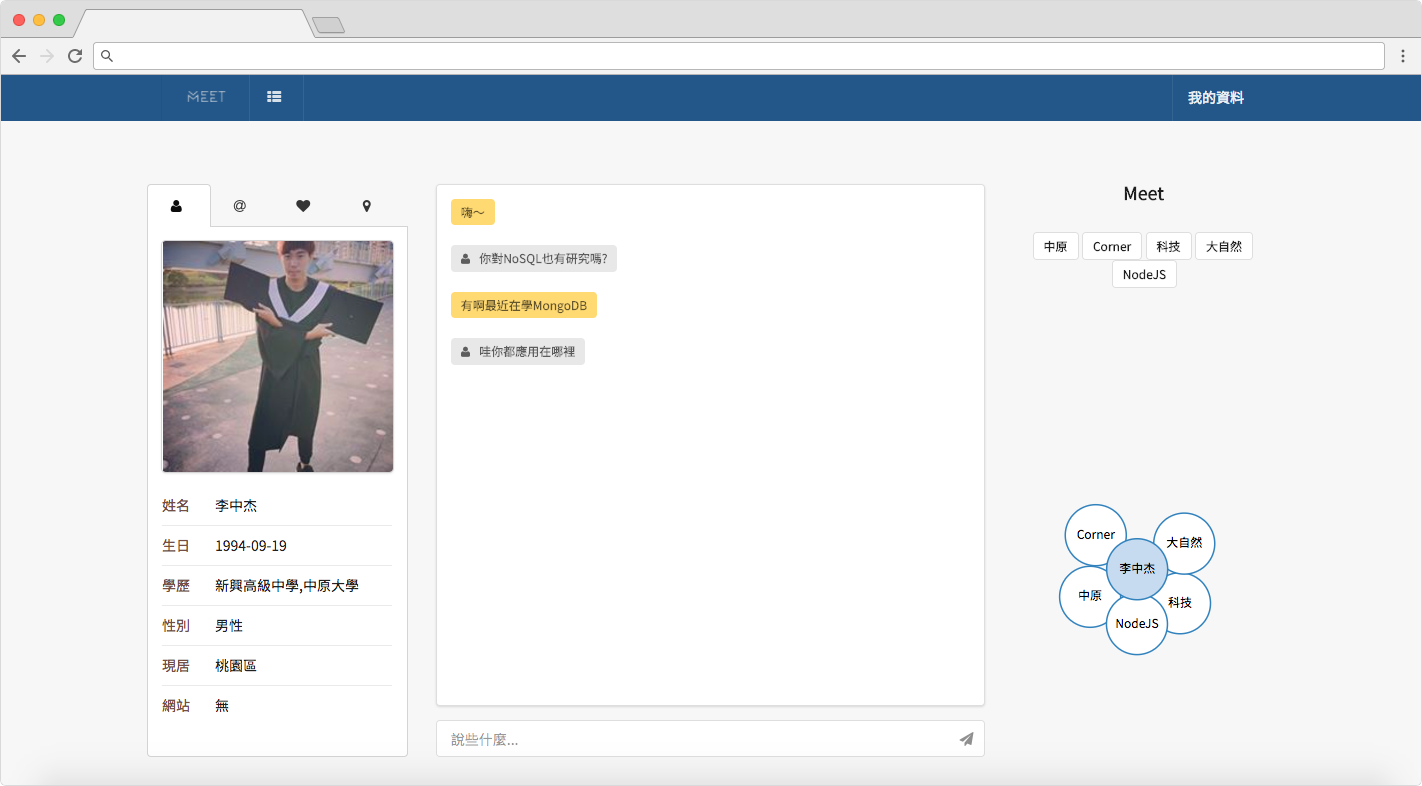 MEET
我的資料
@
姓名 李中杰
生日 1994-09-19
學歷 新興高級中學,中原大學
性別 男性
現居 桃園區
網站 無
嗨～
你對NoSQL也有研究嗎?
有啊最近在學MongoDB
哇你都應用在哪裡
說些什麼...
Meet
中原 Corner 科技 大自然
NodeJS
Corner
大自然
李中杰
中原
科技
NodeJS